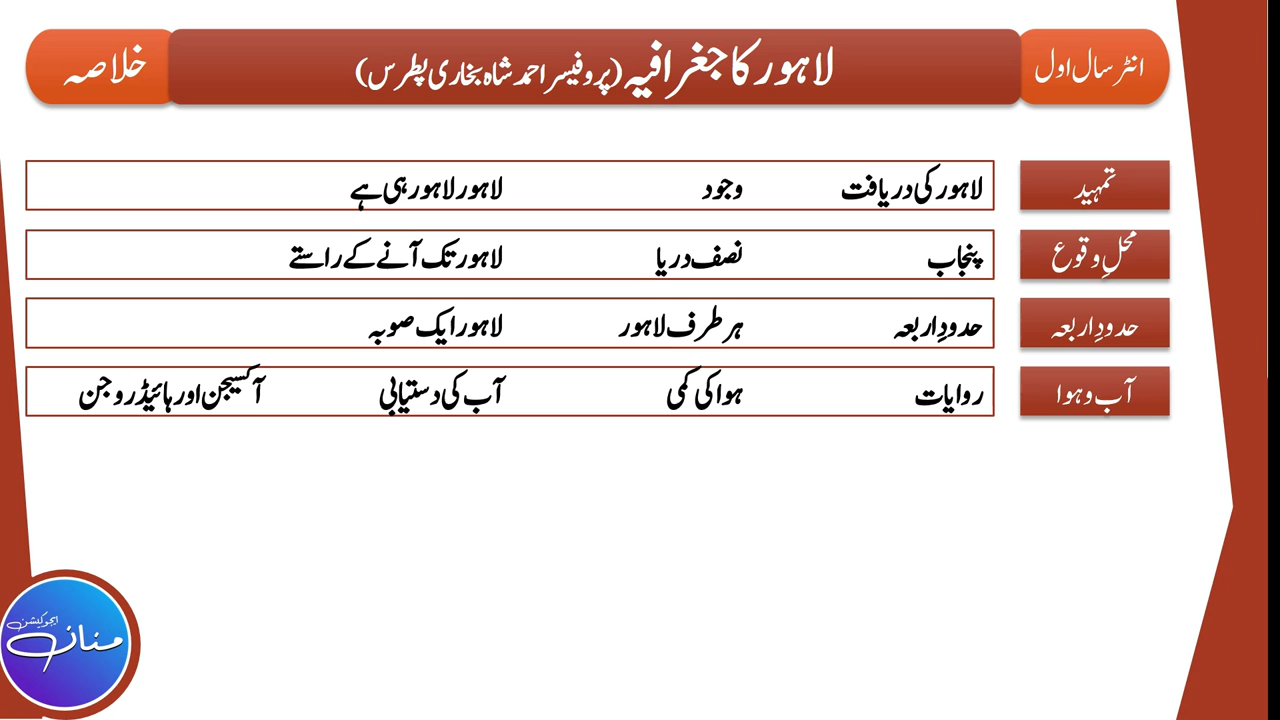 انٹر سال اول لاہور کا جغرافیہ (پروفیسر احمد شاہ بخاری پطرس) خلاصہ
تمہید لاہور کی دریافت وجود لاہور لاہور ہی ہے
محلِ وقوع پنجاب نصف دریا لاہور تک آنے کے راستے
حدودِ اربعہ حدودِ اربعہ ہر طرف لاہور لاہور ایک صوبہ
آب و ہوا روایات ہوا کی کمی آب کی دستیابی آکسیجن اور ہائیڈروجن
ایجوکیشن
منان